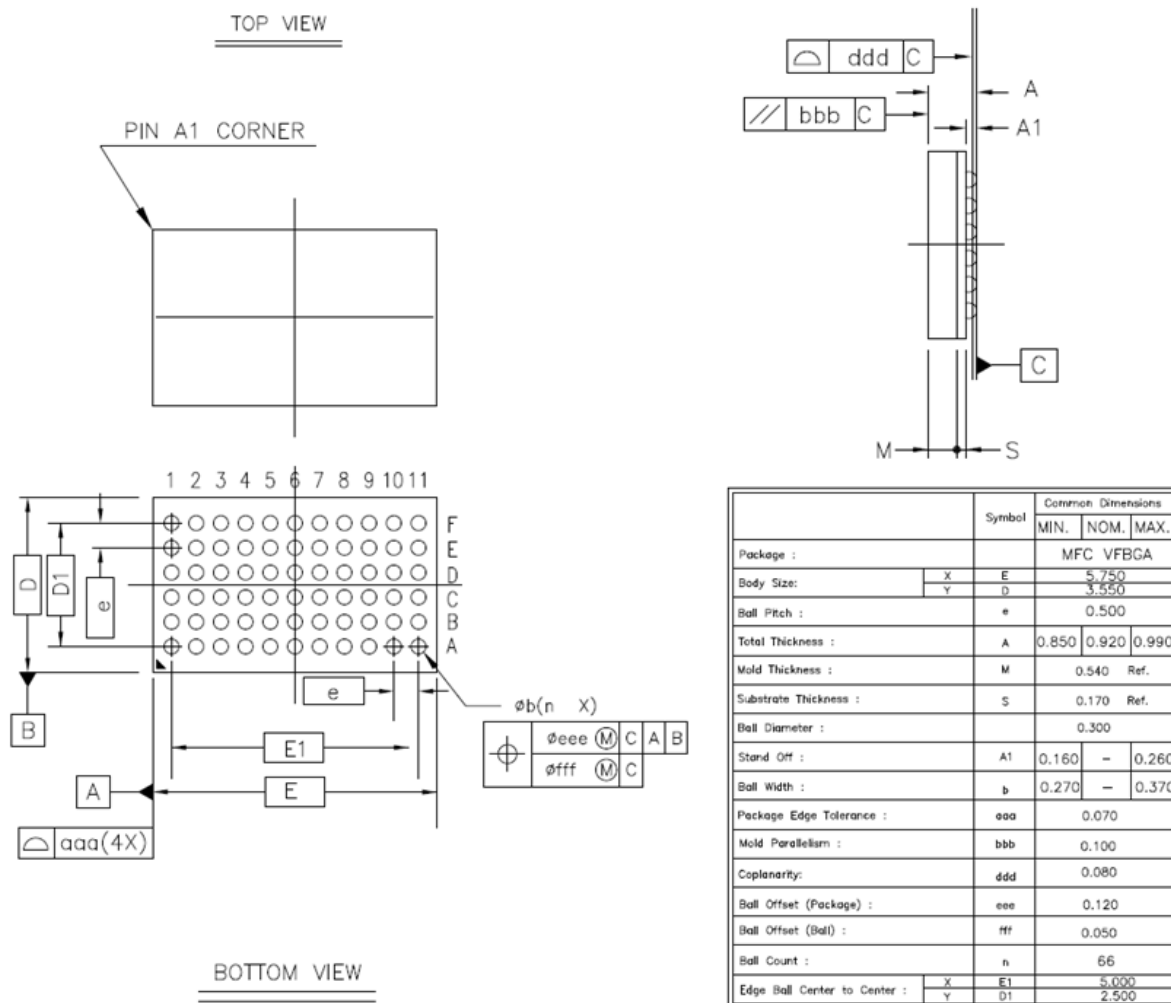 TOP VIEW
PIN A1 CORNER
ddd C
A
// bbb C
A1
C
M S
1 2 3 4 5 6 7 8 9 10 11
F
E
D
C
B
A
D
D1
e
B
e
øb(n X)
øeee Ⓜ C A B
øfff Ⓜ C
E1
E
A
aaa(4X)
BOTTOM VIEW
Symbol Common Dimensions
MIN. NOM. MAX.
Package : MFC VFBGA
Body Size: X E 5.750
Y D 3.550
Ball Pitch : e 0.500
Total Thickness : A 0.850 0.920 0.990
Mold Thickness : M 0.540 Ref.
Substrate Thickness : S 0.170 Ref.
Ball Diameter : 0.300
Stand Off : A1 0.160 – 0.260
Ball Width : b 0.270 – 0.370
Package Edge Tolerance : aaa 0.070
Mold Parallelism : bbb 0.100
Coplanarity: ddd 0.080
Ball Offset (Package) : eee 0.120
Ball Offset (Ball) : fff 0.050
Ball Count : n 66
Edge Ball Center to Center : X E1 5.000
Y D1 2.500